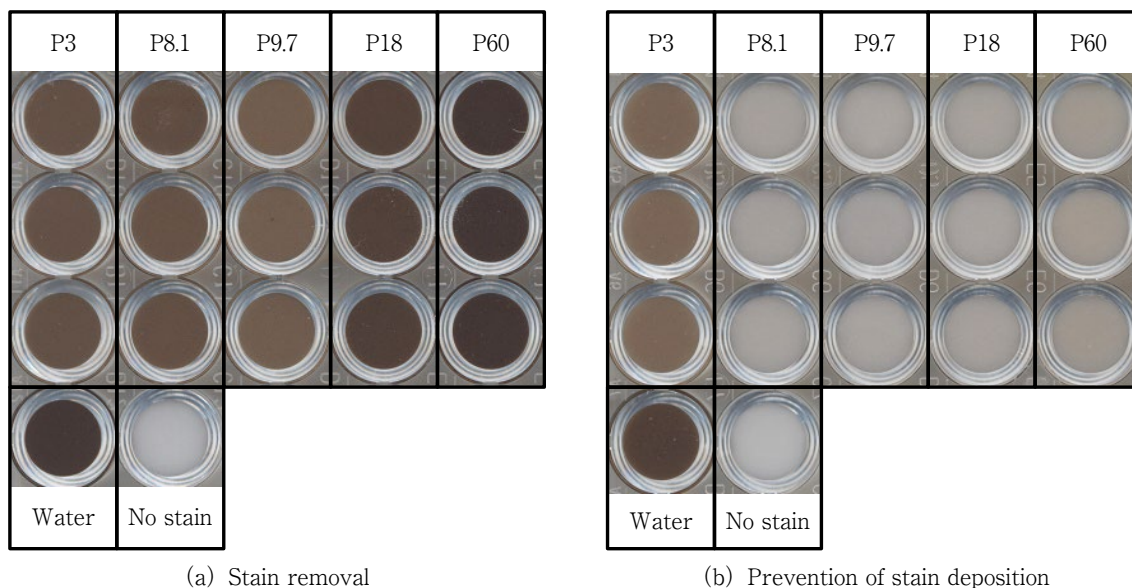 P3 P8.1 P9.7 P18 P60
Water No stain
(a) Stain removal
P3 P8.1 P9.7 P18 P60
Water No stain
(b) Prevention of stain deposition